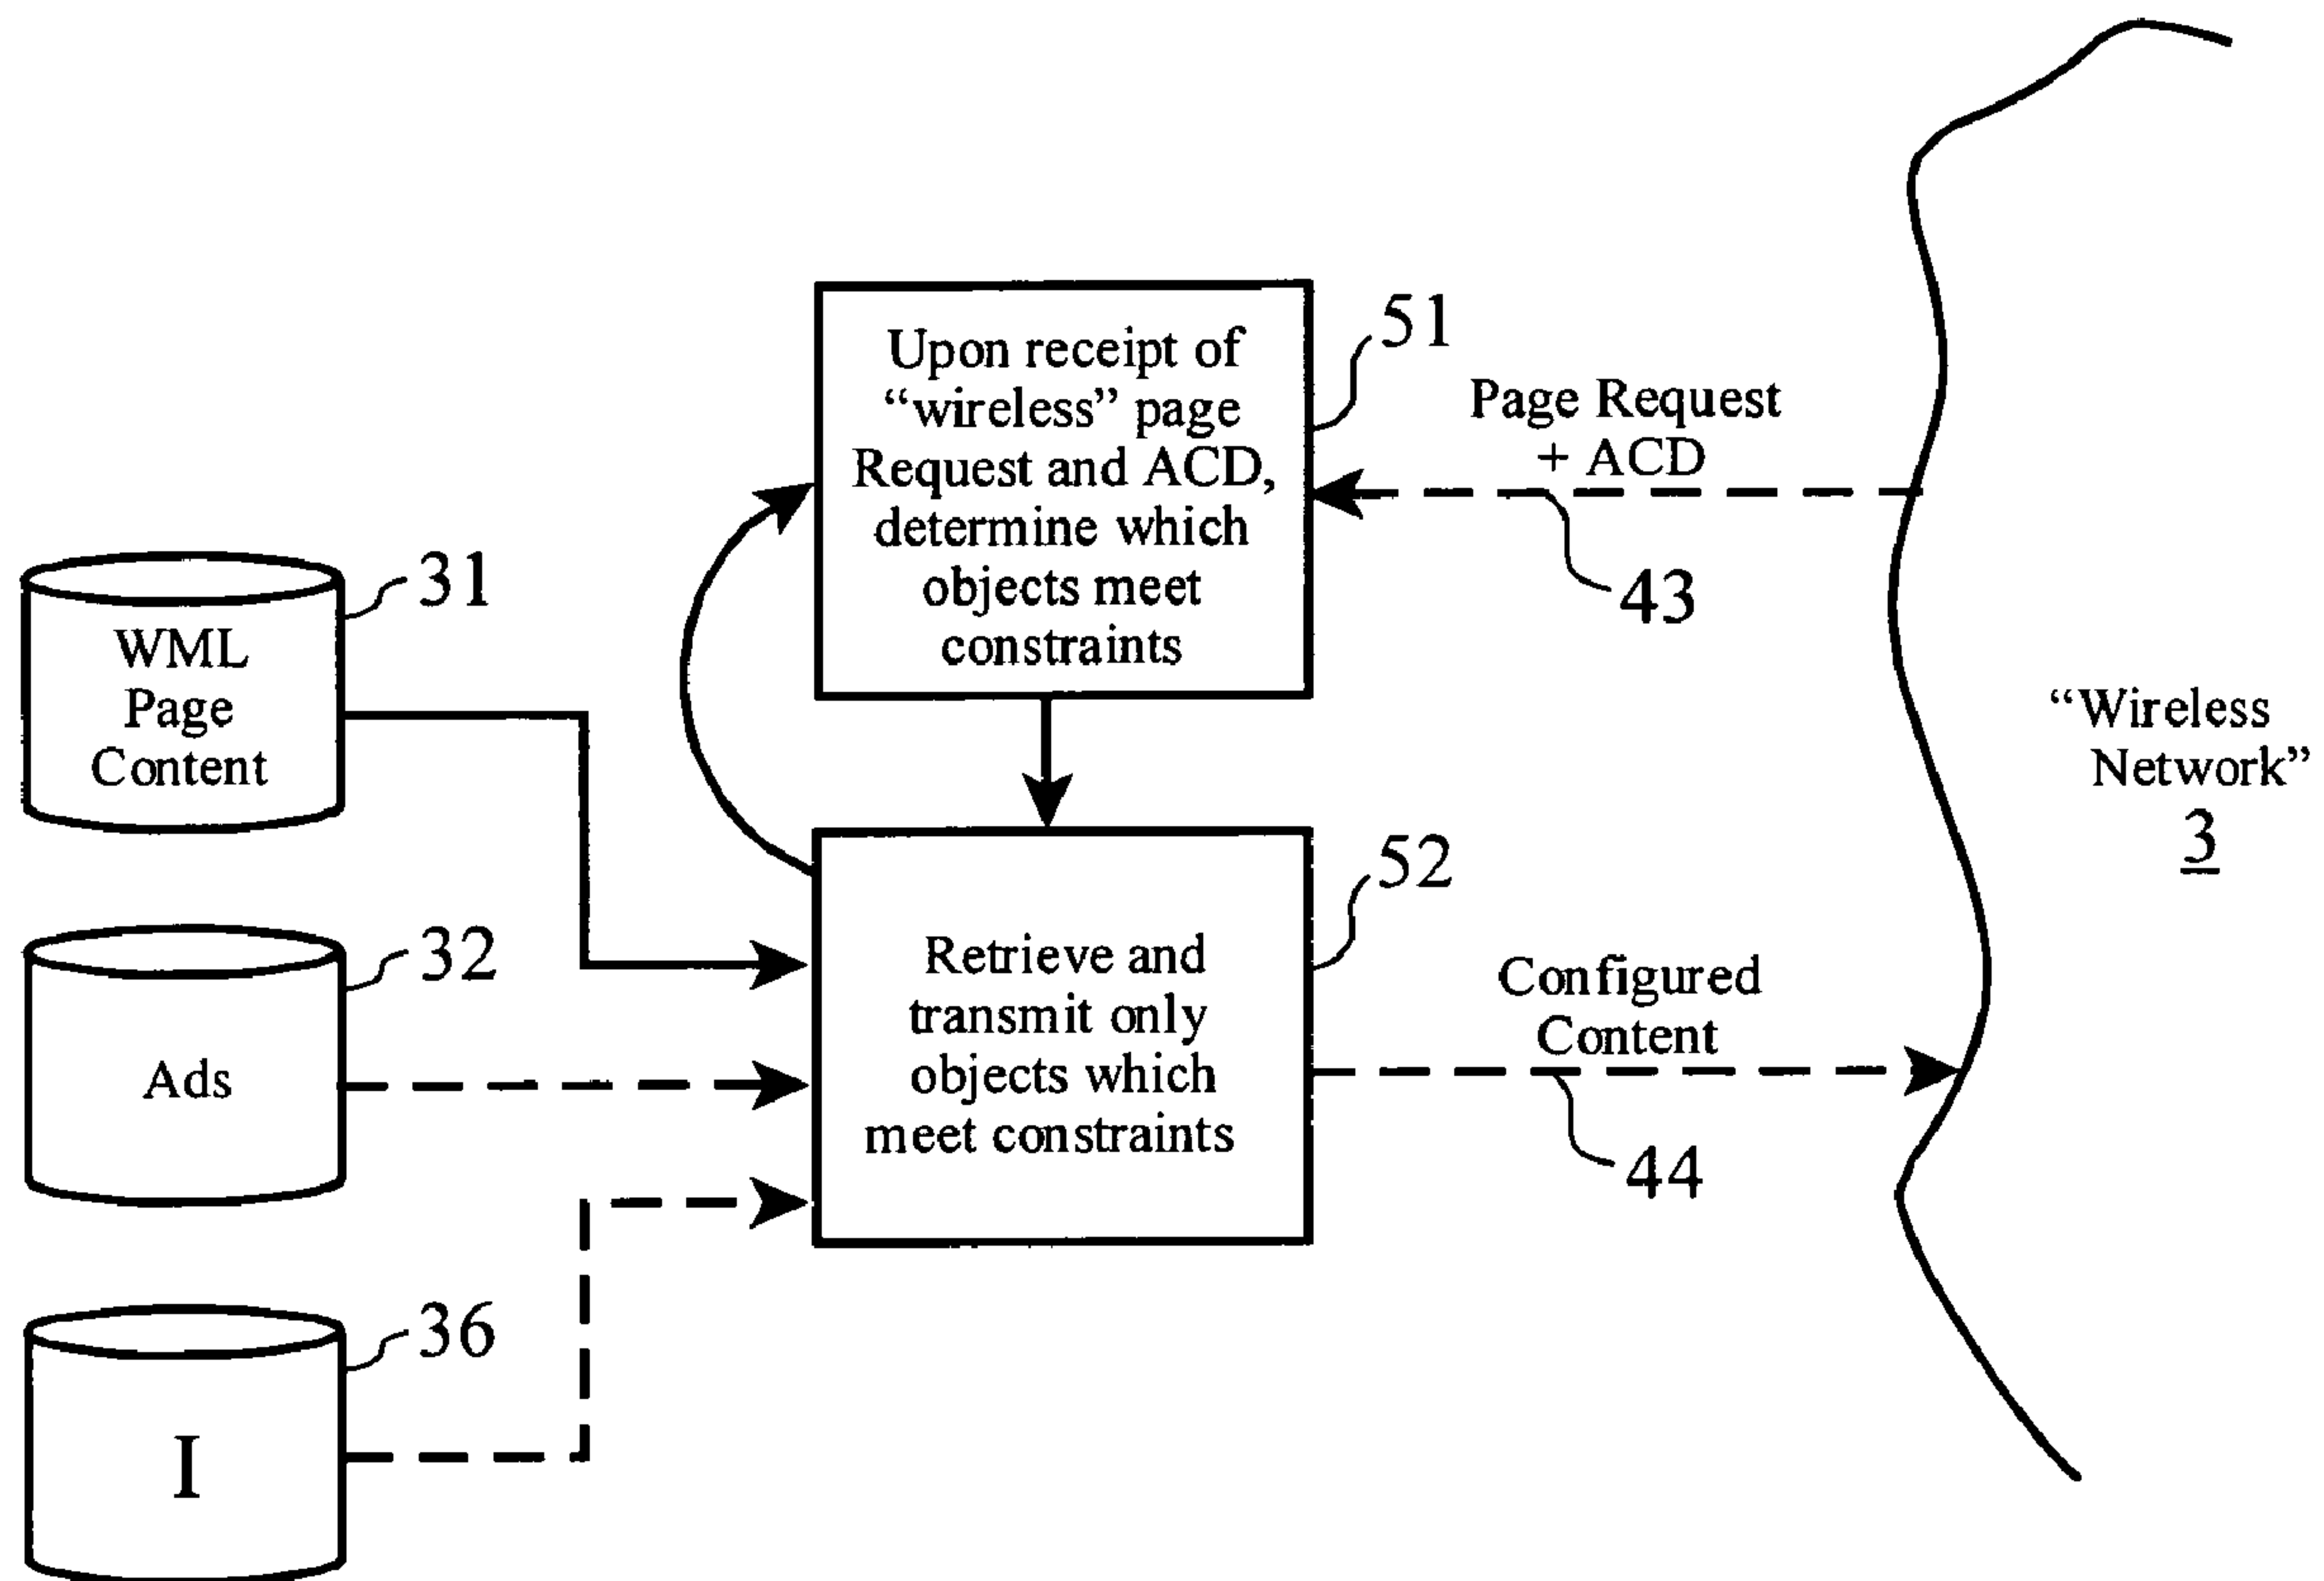 Upon receipt of
“wireless” page
Request and ACD,
determine which
objects meet
constraints
51
Page Request
+ ACD
43
31
WML
Page
Content
“Wireless
Network”
3
52
32
Ads
Retrieve and
transmit only
objects which
meet constraints
Configured
Content
44
36
I